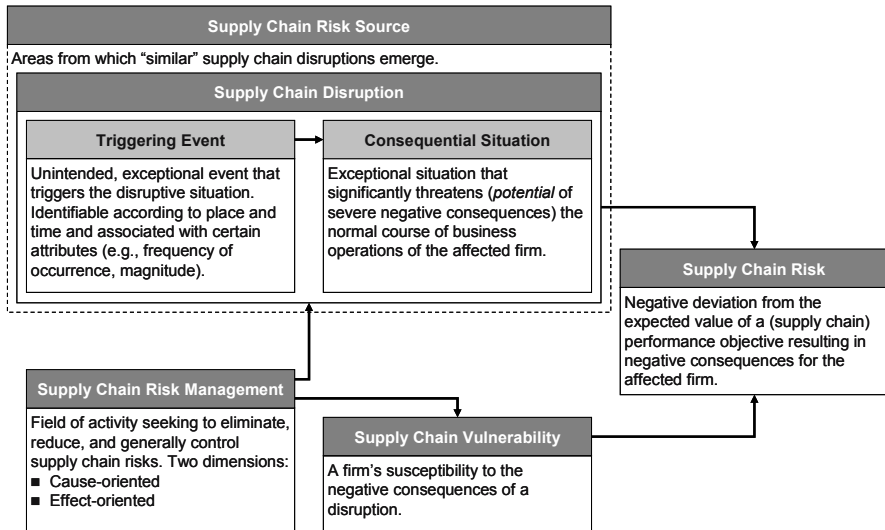 Supply Chain Risk Source
Areas from which “similar” supply chain disruptions emerge.
Supply Chain Disruption
Triggering Event
Unintended, exceptional event that
triggers the disruptive situation.
Identifiable according to place and
time and associated with certain
attributes (e.g., frequency of
occurrence, magnitude).
Consequential Situation
Exceptional situation that
significantly threatens (potential of
severe negative consequences) the
normal course of business
operations of the affected firm.
Supply Chain Risk
Negative deviation from the
expected value of a (supply chain)
performance objective resulting in
negative consequences for the
affected firm.
Supply Chain Risk Management
Field of activity seeking to eliminate,
reduce, and generally control
supply chain risks. Two dimensions:
■ Cause-oriented
■ Effect-oriented
Supply Chain Vulnerability
A firm’s susceptibility to the
negative consequences of a
disruption.